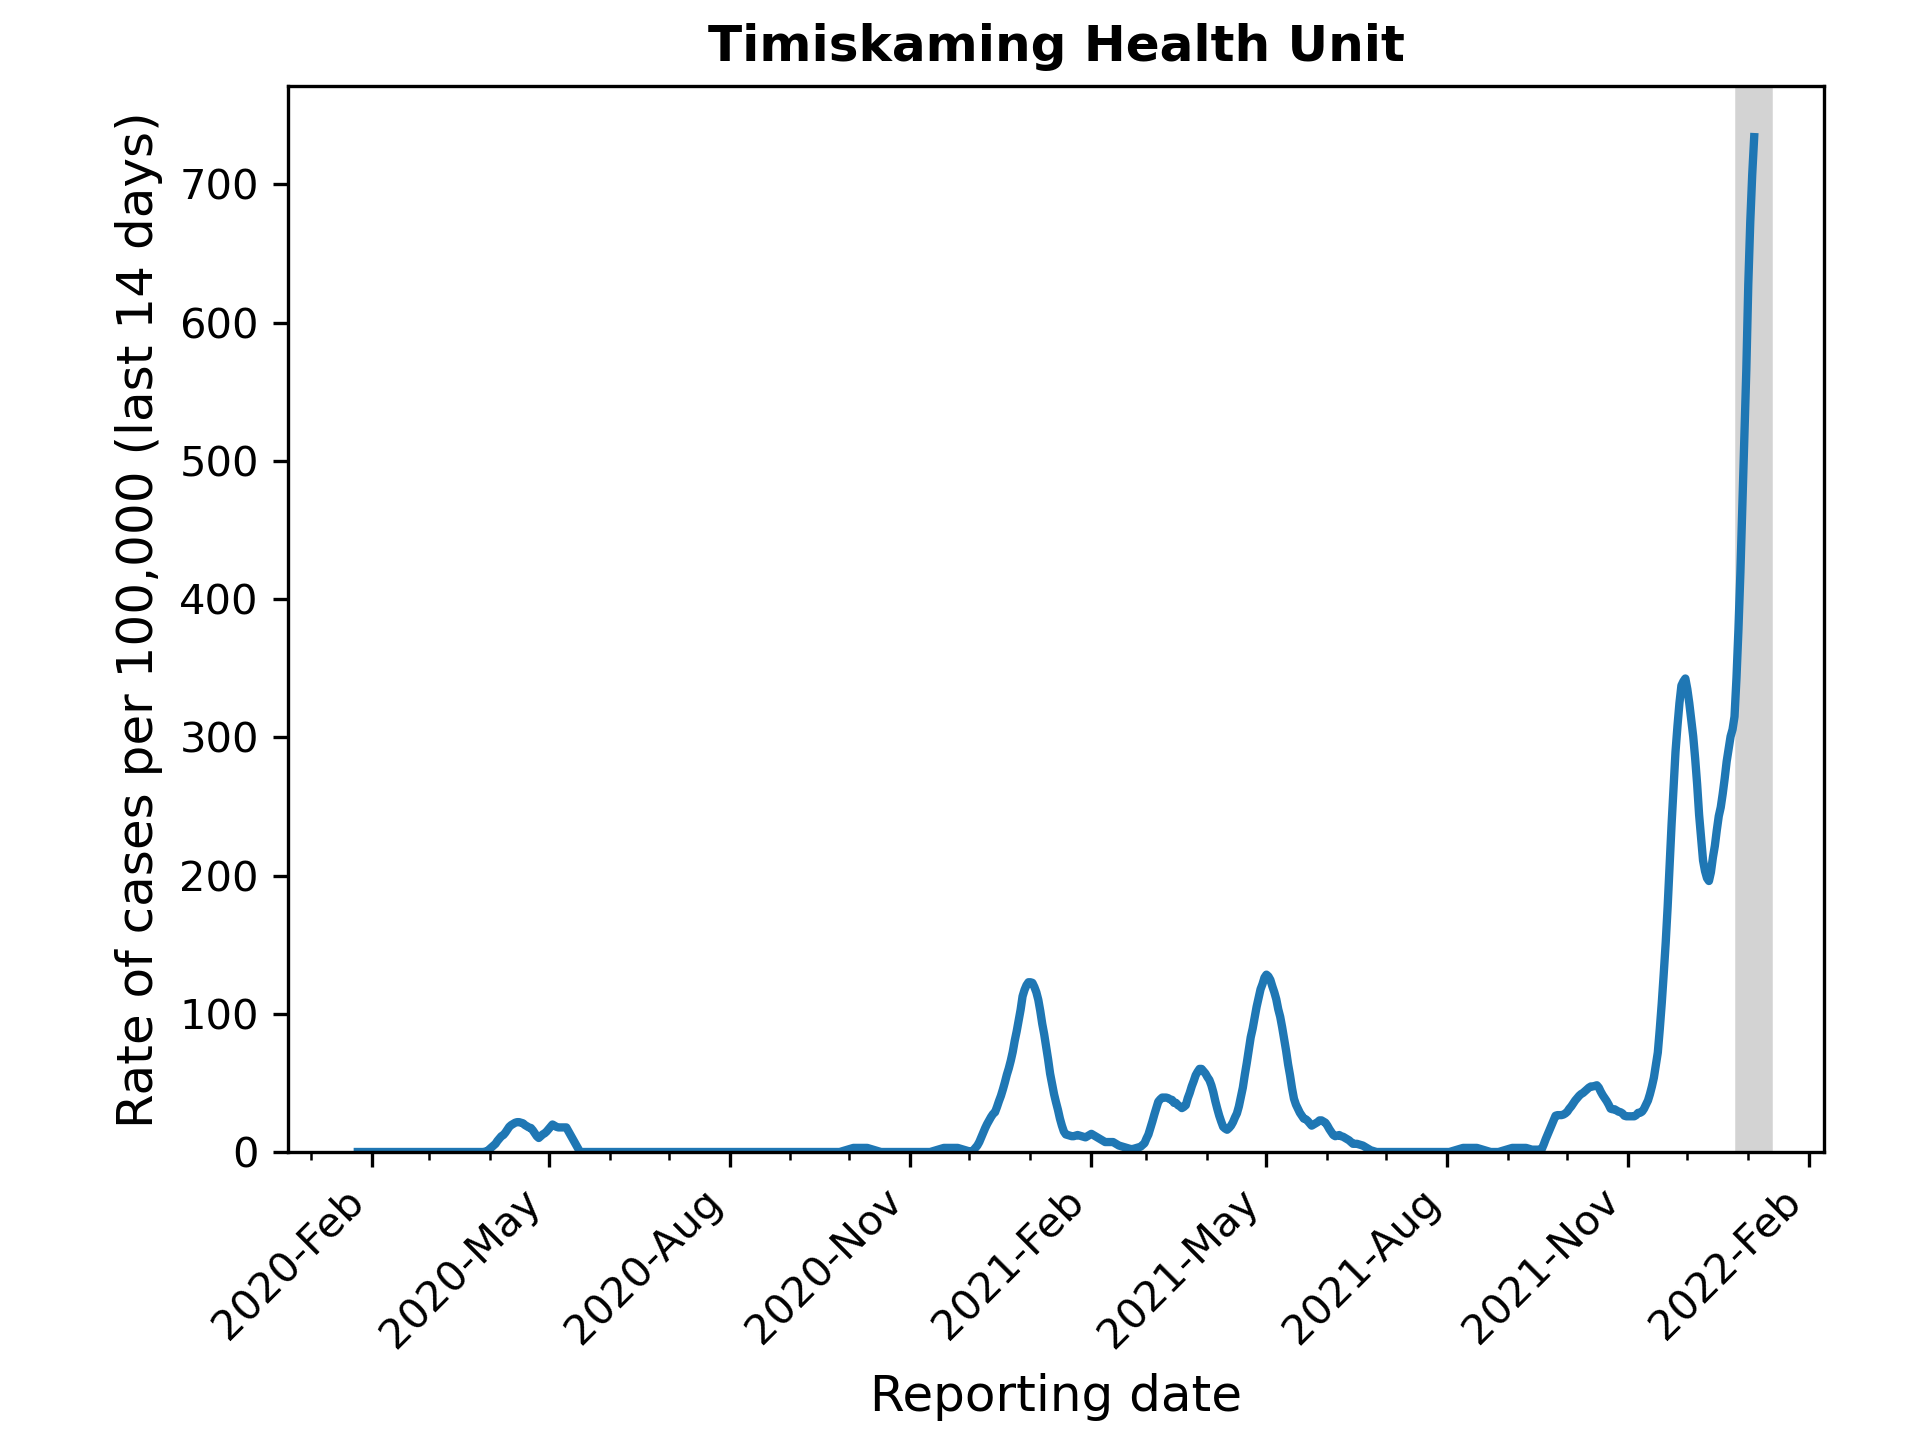 Timiskaming Health Unit
Rate of cases per 100,000 (last 14 days)
700
600
500
400
300
200
100
0
2020-Feb
2020-May
2020-Aug
2020-Nov
2021-Feb
2021-May
2021-Aug
2021-Nov
2022-Feb
Reporting date